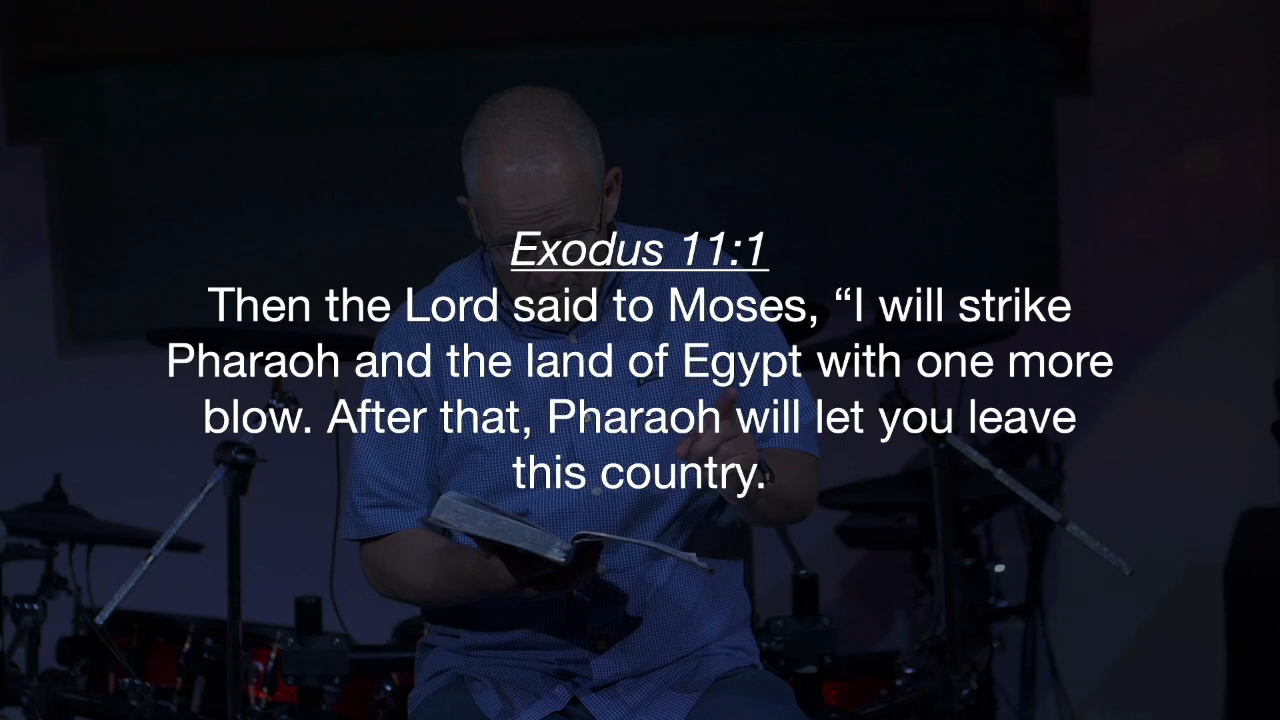 Exodus 11:1
Then the Lord said to Moses, “I will strike
Pharaoh and the land of Egypt with one more
blow. After that, Pharaoh will let you leave
this country.